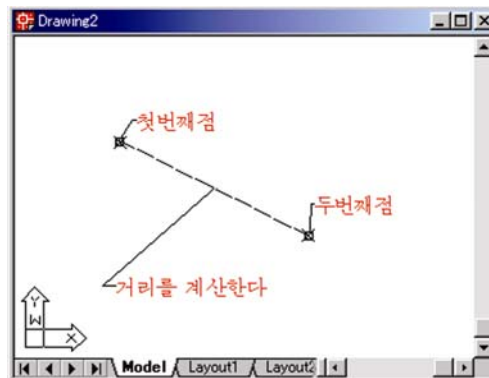 Drawing2
첫번째점
두번째점
거리를 계산한다
Y
W
X
Model
Layout1
Layout2